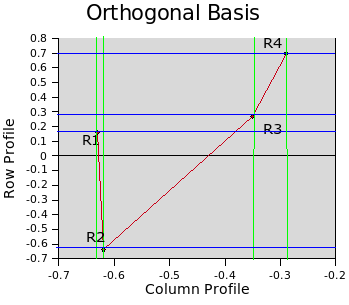 Orthogonal Basis
0.8
0.7
0.6
0.5
0.4
0.3
0.2
0.1
0
-0.1
-0.2
-0.3
-0.4
-0.5
-0.6
-0.7
Row Profile
R4
R3
R1
R2
-0.7 -0.6 -0.5 -0.4 -0.3 -0.2
Column Profile